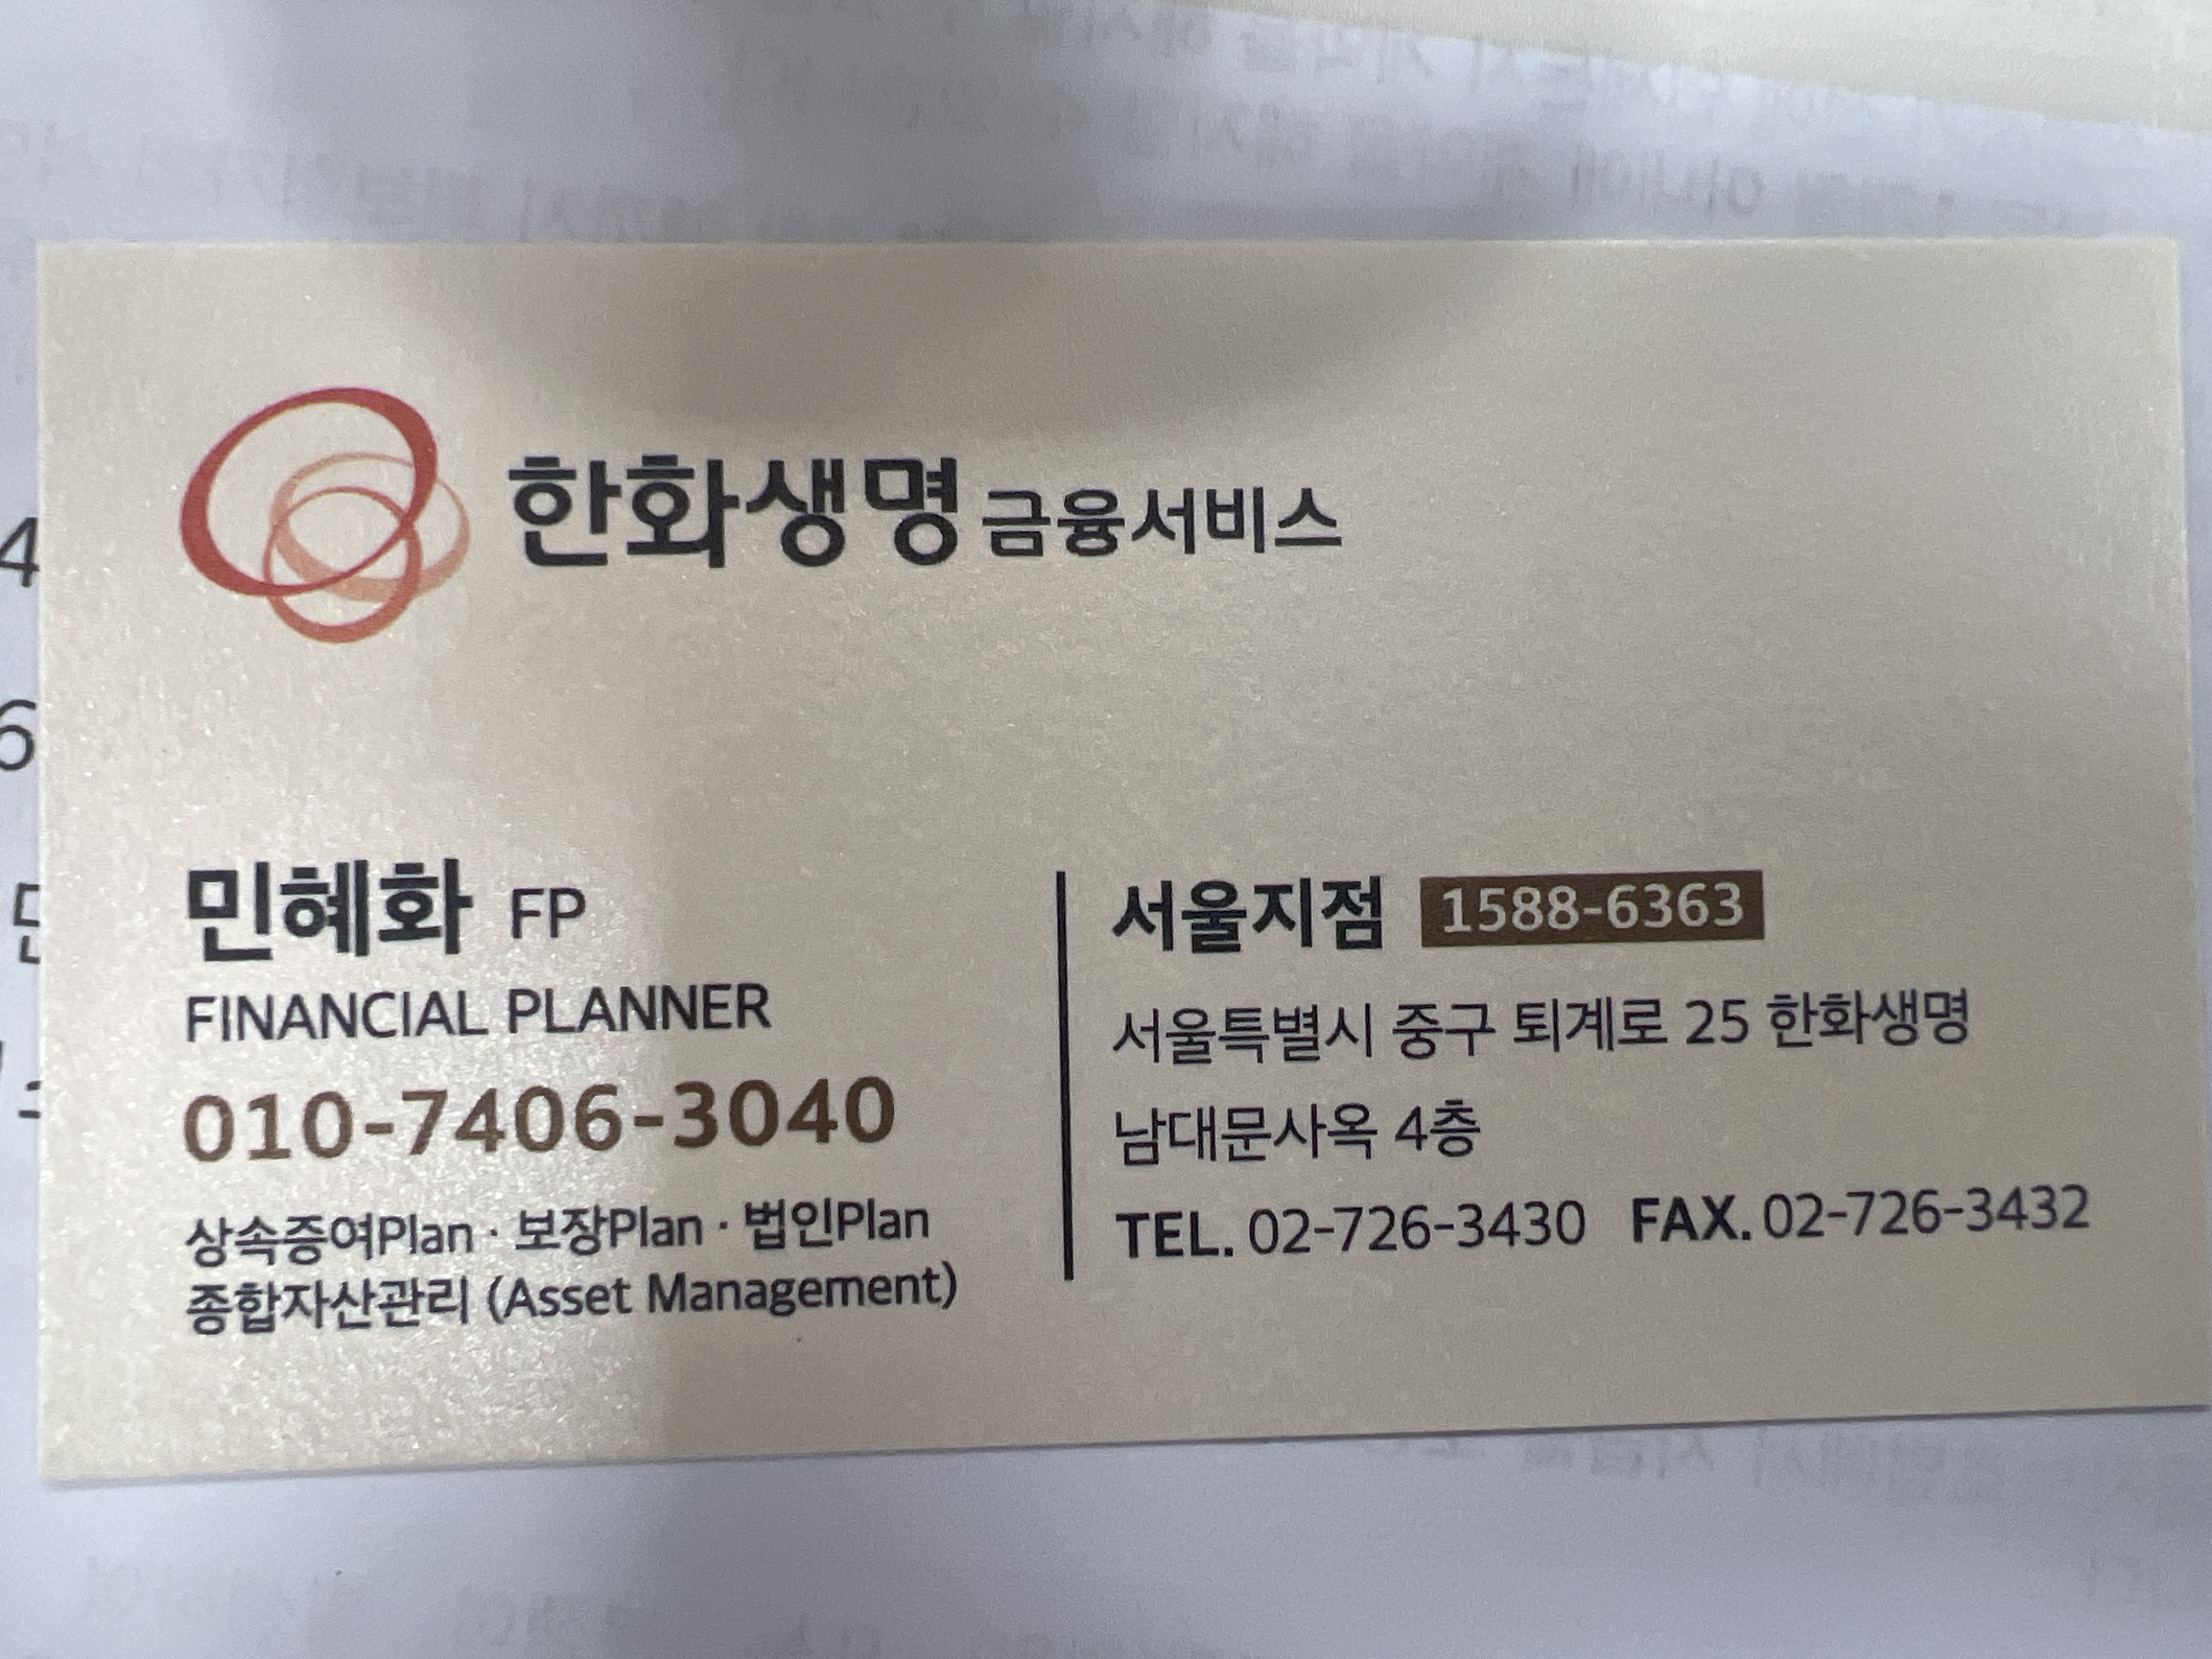 한화생명 금융서비스
민혜화 FP
FINANCIAL PLANNER
010-7406-3040
상속증여Plan · 보장Plan · 법인Plan
종합자산관리 (Asset Management)
서울지점 1588-6363
서울특별시 중구 퇴계로 25 한화생명
남대문사옥 4층
TEL. 02-726-3430 FAX. 02-726-3432
4
6